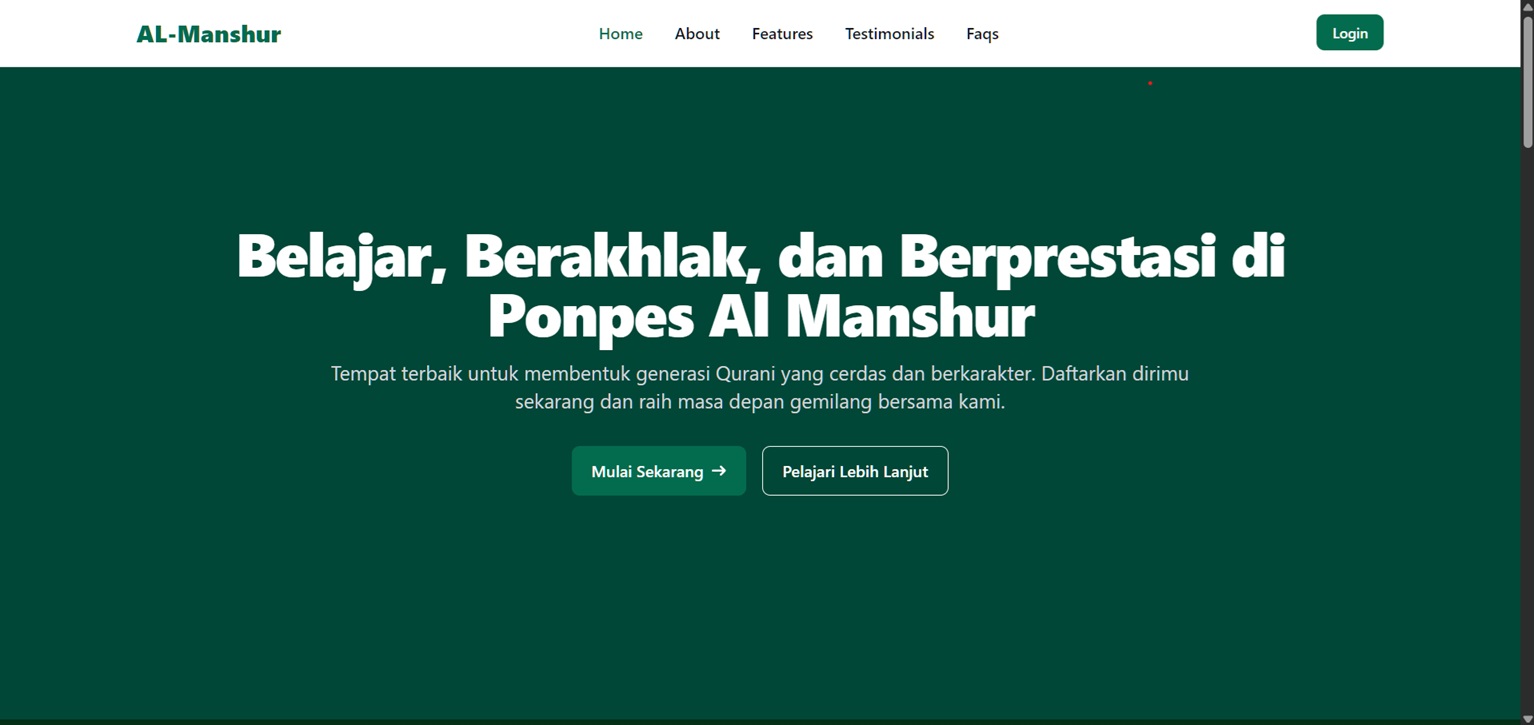 AL-Manshur
Home About Features Testimonials Faqs
Login
Belajar, Berakhlak, dan Berprestasi di
Ponpes Al Manshur
Tempat terbaik untuk membentuk generasi Qurani yang cerdas dan berkarakter. Daftarkan dirimu
sekarang dan raih masa depan gemilang bersama kami.
Mulai Sekarang →
Pelajari Lebih Lanjut